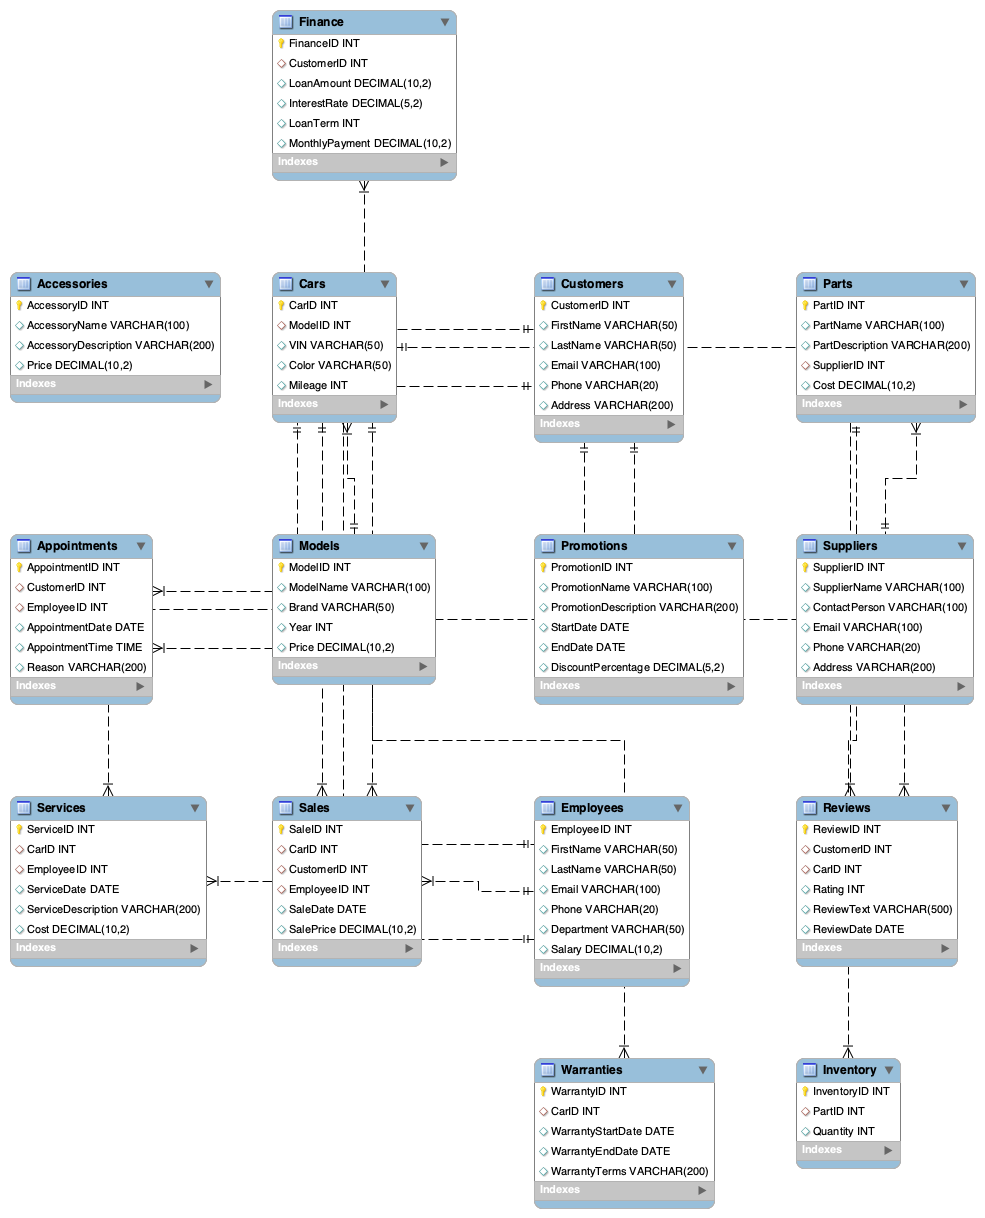 Finance
FinanceID INT
CustomerID INT
LoanAmount DECIMAL(10,2)
InterestRate DECIMAL(5,2)
LoanTerm INT
MonthlyPayment DECIMAL(10,2)
Indexes
Accessories
AccessoryID INT
AccessoryName VARCHAR(100)
AccessoryDescription VARCHAR(200)
Price DECIMAL(10,2)
Indexes
Cars
CarID INT
ModelID INT
VIN VARCHAR(50)
Color VARCHAR(50)
Mileage INT
Indexes
Customers
CustomerID INT
FirstName VARCHAR(50)
LastName VARCHAR(50)
Email VARCHAR(100)
Phone VARCHAR(20)
Address VARCHAR(200)
Indexes
Parts
PartID INT
PartName VARCHAR(100)
PartDescription VARCHAR(200)
SupplierID INT
Cost DECIMAL(10,2)
Indexes
Appointments
AppointmentID INT
CustomerID INT
EmployeeID INT
AppointmentDate DATE
AppointmentTime TIME
Reason VARCHAR(200)
Indexes
Models
ModelID INT
ModelName VARCHAR(100)
Brand VARCHAR(50)
Year INT
Price DECIMAL(10,2)
Indexes
Promotions
PromotionID INT
PromotionName VARCHAR(100)
PromotionDescription VARCHAR(200)
StartDate DATE
EndDate DATE
DiscountPercentage DECIMAL(5,2)
Indexes
Suppliers
SupplierID INT
SupplierName VARCHAR(100)
ContactPerson VARCHAR(100)
Email VARCHAR(100)
Phone VARCHAR(20)
Address VARCHAR(200)
Indexes
Services
ServiceID INT
CarID INT
EmployeeID INT
ServiceDate DATE
ServiceDescription VARCHAR(200)
Cost DECIMAL(10,2)
Indexes
Sales
SaleID INT
CarID INT
CustomerID INT
EmployeeID INT
SaleDate DATE
SalePrice DECIMAL(10,2)
Indexes
Employees
EmployeeID INT
FirstName VARCHAR(50)
LastName VARCHAR(50)
Email VARCHAR(100)
Phone VARCHAR(20)
Department VARCHAR(50)
Salary DECIMAL(10,2)
Indexes
Reviews
ReviewID INT
CustomerID INT
CarID INT
Rating INT
ReviewText VARCHAR(500)
ReviewDate DATE
Indexes
Warranties
WarrantyID INT
CarID INT
WarrantyStartDate DATE
WarrantyEndDate DATE
WarrantyTerms VARCHAR(200)
Indexes
Inventory
InventoryID INT
PartID INT
Quantity INT
Indexes